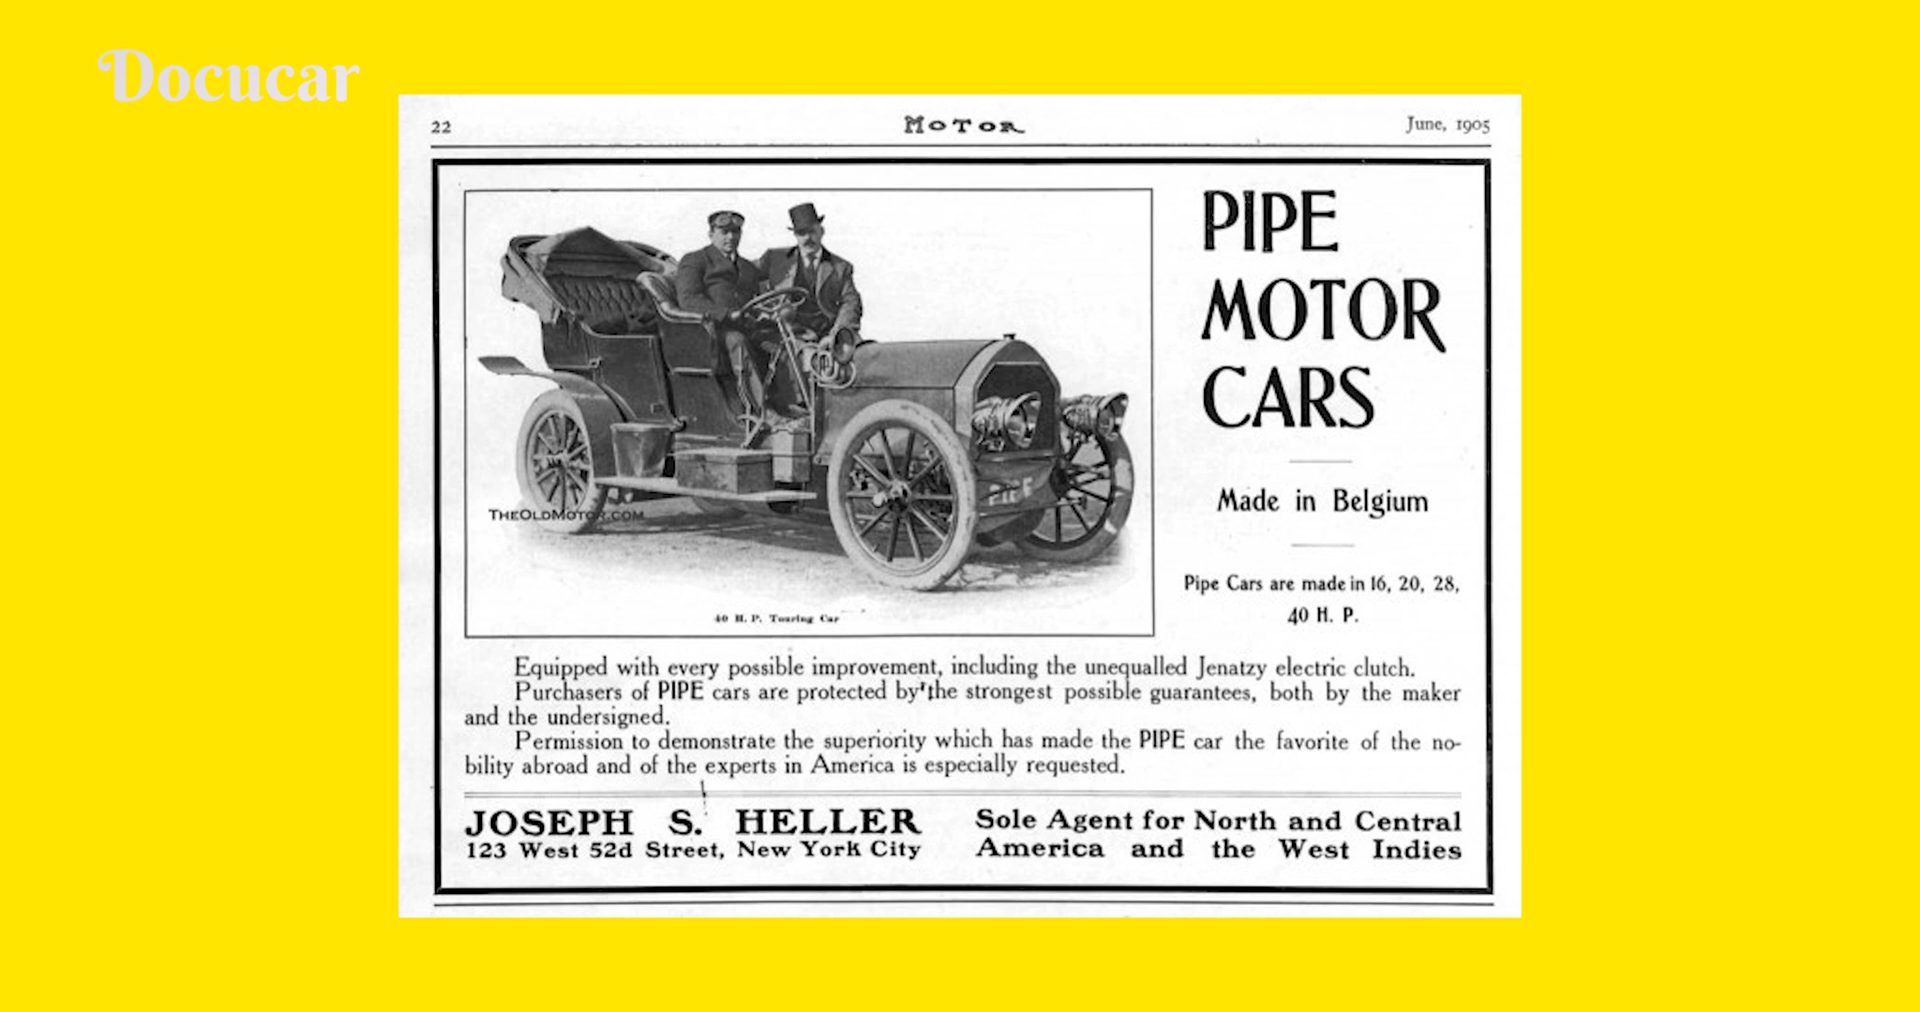 Docucar
22 MOTOR June, 1905
PIPE
MOTOR
CARS
Made in Belgium
Pipe Cars are made in 16, 20, 28,
40 H. P.
PIPE
THEOLDMOTOR.COM
40 H. P. Touring Car
Equipped with every possible improvement, including the unequalled Jenatzy electric clutch.
Purchasers of PIPE cars are protected by the strongest possible guarantees, both by the maker
and the undersigned.
Permission to demonstrate the superiority which has made the PIPE car the favorite of the no-
bility abroad and of the experts in America is especially requested.
JOSEPH S. HELLER
123 West 52d Street, New York City
Sole Agent for North and Central
America and the West Indies